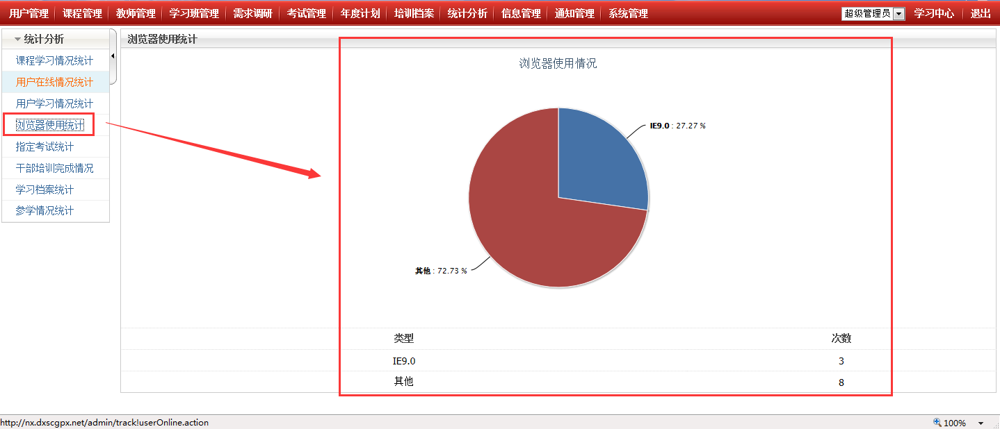 用户管理 课程管理 教师管理 学习班管理 需求调研 考试管理 年度计划 培训档案 统计分析 信息管理 通知管理 系统管理 超级管理员 学习中心 退出
统计分析
课程学习情况统计
用户在线情况统计
用户学习情况统计
浏览器使用统计
指定考试统计
干部培训完成情况
学习档案统计
参学情况统计
浏览器使用统计
浏览器使用情况
IE9.0 : 27.27 %
其他 : 72.73 %
类型 次数
IE9.0 3
其他 8
http://nx.dxscgpx.net/admin/track!userOnline.action 100%